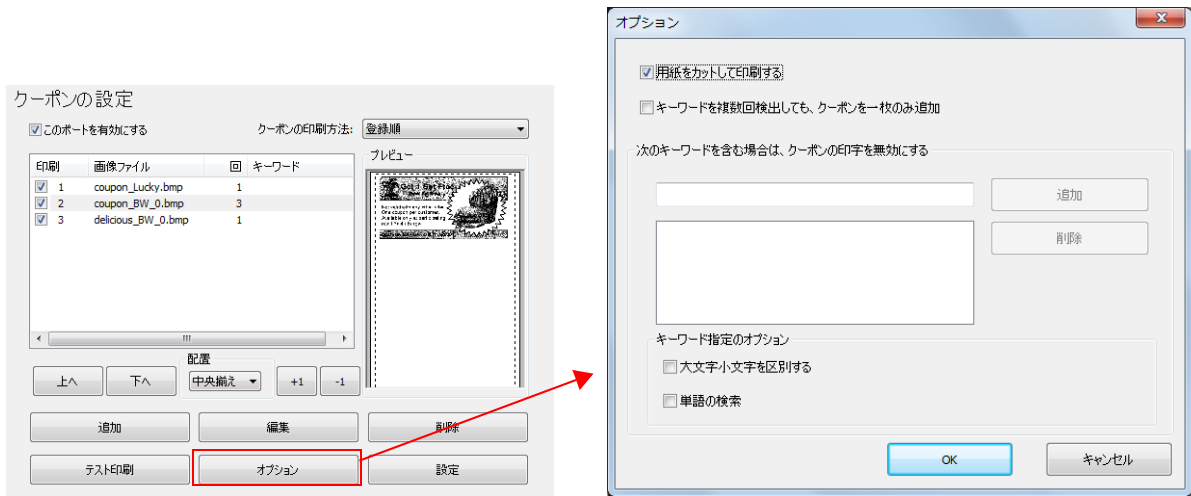 クーポンの設定
このポートを有効にする
クーポンの印刷方法: 登録順
印刷 画像ファイル 回 キーワード
1 coupon_Lucky.bmp 1
2 coupon_BW_0.bmp 3
3 delicious_BW_0.bmp 1
プレビュー
配置
上へ 下へ 中央揃え +1 -1
追加 編集 削除
テスト印刷 オプション 設定
オプション
用紙をカットして印刷する
キーワードを複数回検出しても、クーポンを一枚のみ追加
次のキーワードを含む場合は、クーポンの印字を無効にする
追加
削除
キーワード指定のオプション
大文字小文字を区別する
単語の検索
OK キャンセル